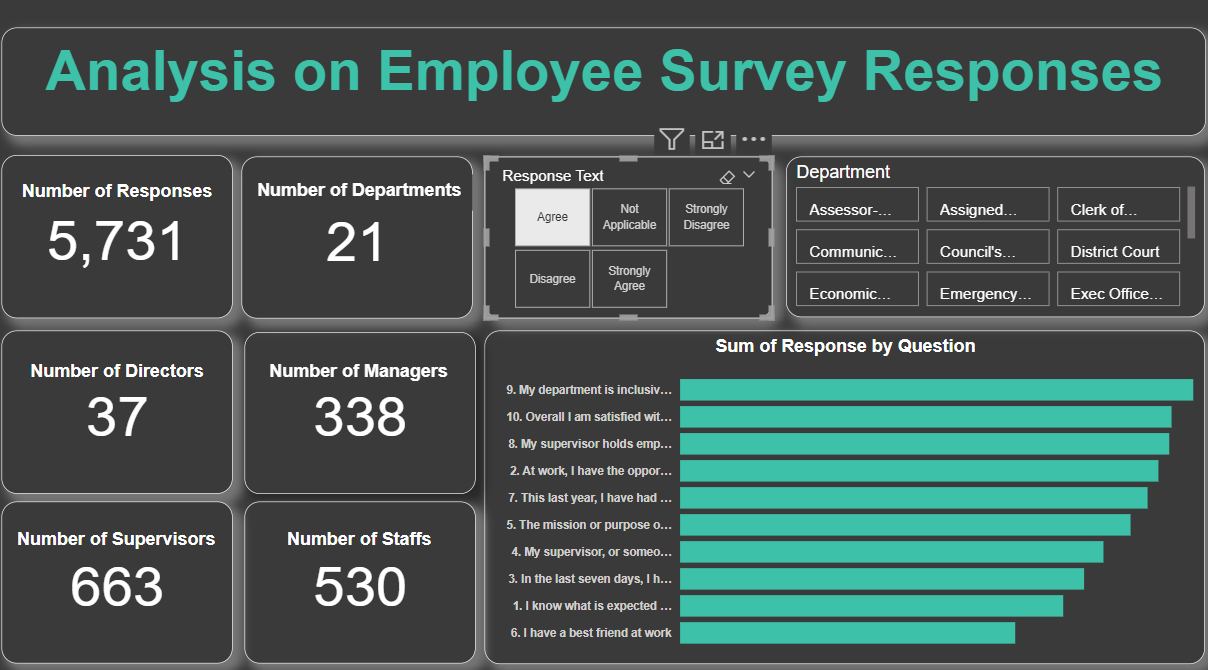 Analysis on Employee Survey Responses
Number of Responses
5,731
Number of Departments
21
Response Text
Agree
Not
Applicable
Strongly
Disagree
Disagree
Strongly
Agree
Department
Assessor-...
Assigned...
Clerk of...
Communic...
Council's...
District Court
Economic...
Emergency...
Exec Office...
Number of Directors
37
Number of Managers
338
Number of Supervisors
663
Number of Staffs
530
Sum of Response by Question
9. My department is inclusiv...
10. Overall I am satisfied wit...
8. My supervisor holds emp...
2. At work, I have the oppor...
7. This last year, I have had ...
5. The mission or purpose o...
4. My supervisor, or someo...
3. In the last seven days, I h...
1. I know what is expected ...
6. I have a best friend at work